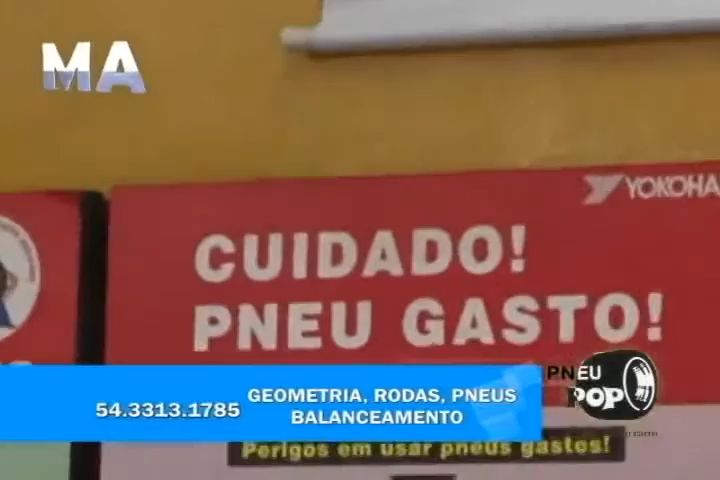 MA
YOKOHA
CUIDADO!
PNEU GASTO!
PNEU
POP
54.3313.1785
GEOMETRIA, RODAS, PNEUS
BALANCEAMENTO
Perigos em usar pneus gastos!